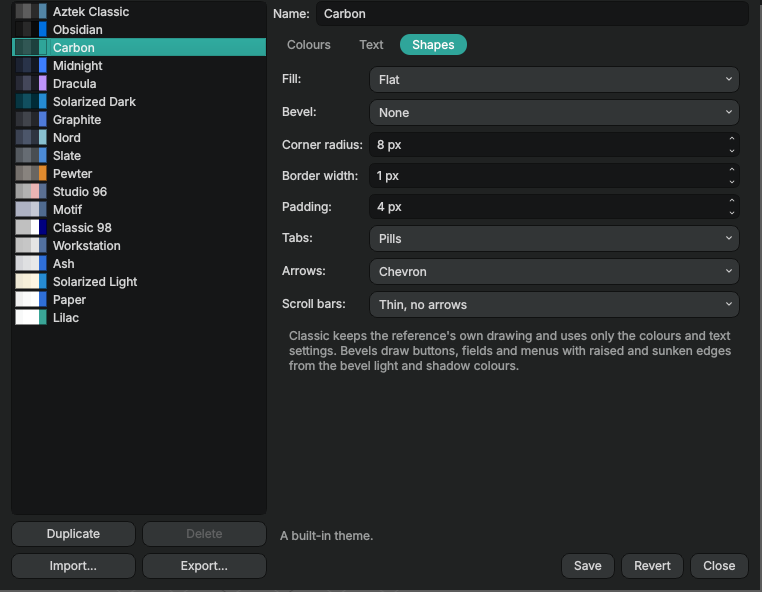 Aztek Classic
Obsidian
Carbon
Midnight
Dracula
Solarized Dark
Graphite
Nord
Slate
Pewter
Studio 96
Motif
Classic 98
Workstation
Ash
Solarized Light
Paper
Lilac
Duplicate
Delete
Import...
Export...
Name: Carbon
Colours Text Shapes
Fill: Flat
Bevel: None
Corner radius: 8 px
Border width: 1 px
Padding: 4 px
Tabs: Pills
Arrows: Chevron
Scroll bars: Thin, no arrows
Classic keeps the reference's own drawing and uses only the colours and text
settings. Bevels draw buttons, fields and menus with raised and sunken edges
from the bevel light and shadow colours.
A built-in theme.
Save Revert Close